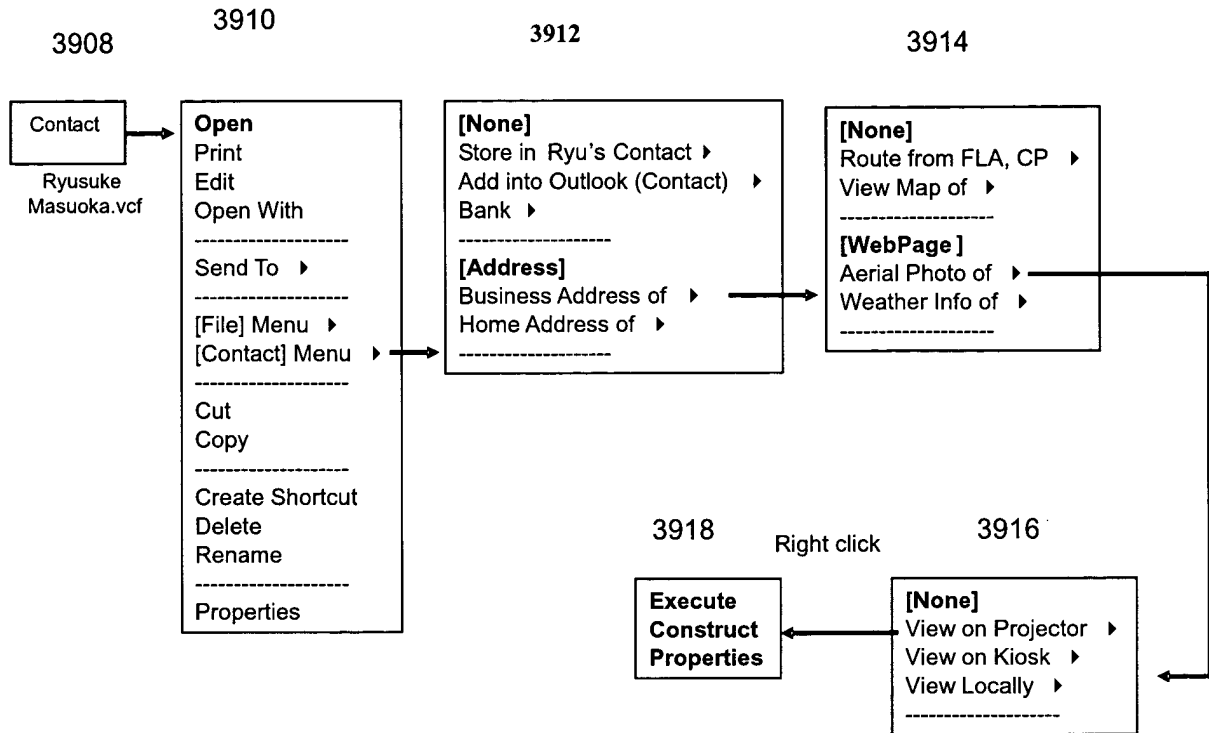 3908
Contact
Ryusuke
Masuoka.vcf
3910
Open
Print
Edit
Open With
--------------------
Send To
--------------------
[File] Menu
[Contact] Menu
--------------------
Cut
Copy
--------------------
Create Shortcut
Delete
Rename
--------------------
Properties
3912
[None]
Store in Ryu's Contact
Add into Outlook (Contact)
Bank
--------------------
[Address]
Business Address of
Home Address of
--------------------
3914
[None]
Route from FLA, CP
View Map of
--------------------
[WebPage]
Aerial Photo of
Weather Info of
--------------------
3916
[None]
View on Projector
View on Kiosk
View Locally
--------------------
Right click
3918
Execute
Construct
Properties